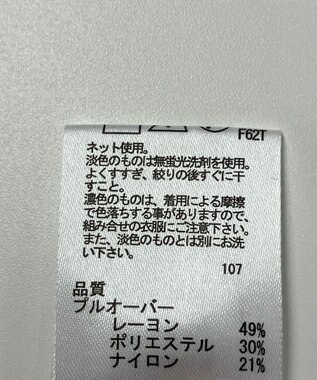 F62T
ネット使用。
淡色のものは無蛍光洗剤を使用。
よくすすぎ、絞りの後すぐに干
すこと。
濃色のものは、着用による摩擦
で色落ちする事がありますので、
組み合せの衣服にご注意下さい。
また、淡色のものとは別にお洗
い下さい。
107
品質
プルオーバー
レーヨン 49%
ポリエステル 30%
ナイロン 21%